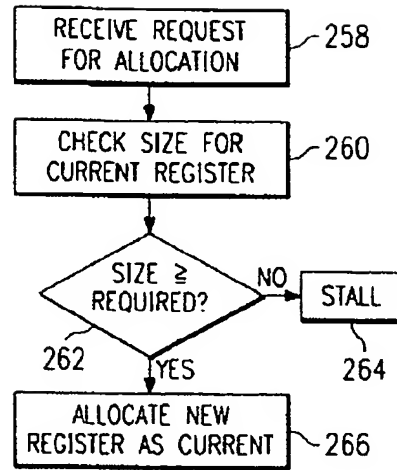 RECEIVE REQUEST
FOR ALLOCATION
258
CHECK SIZE FOR
CURRENT REGISTER
260
SIZE ≧
REQUIRED?
NO
STALL
262
264
YES
ALLOCATE NEW
REGISTER AS CURRENT
266